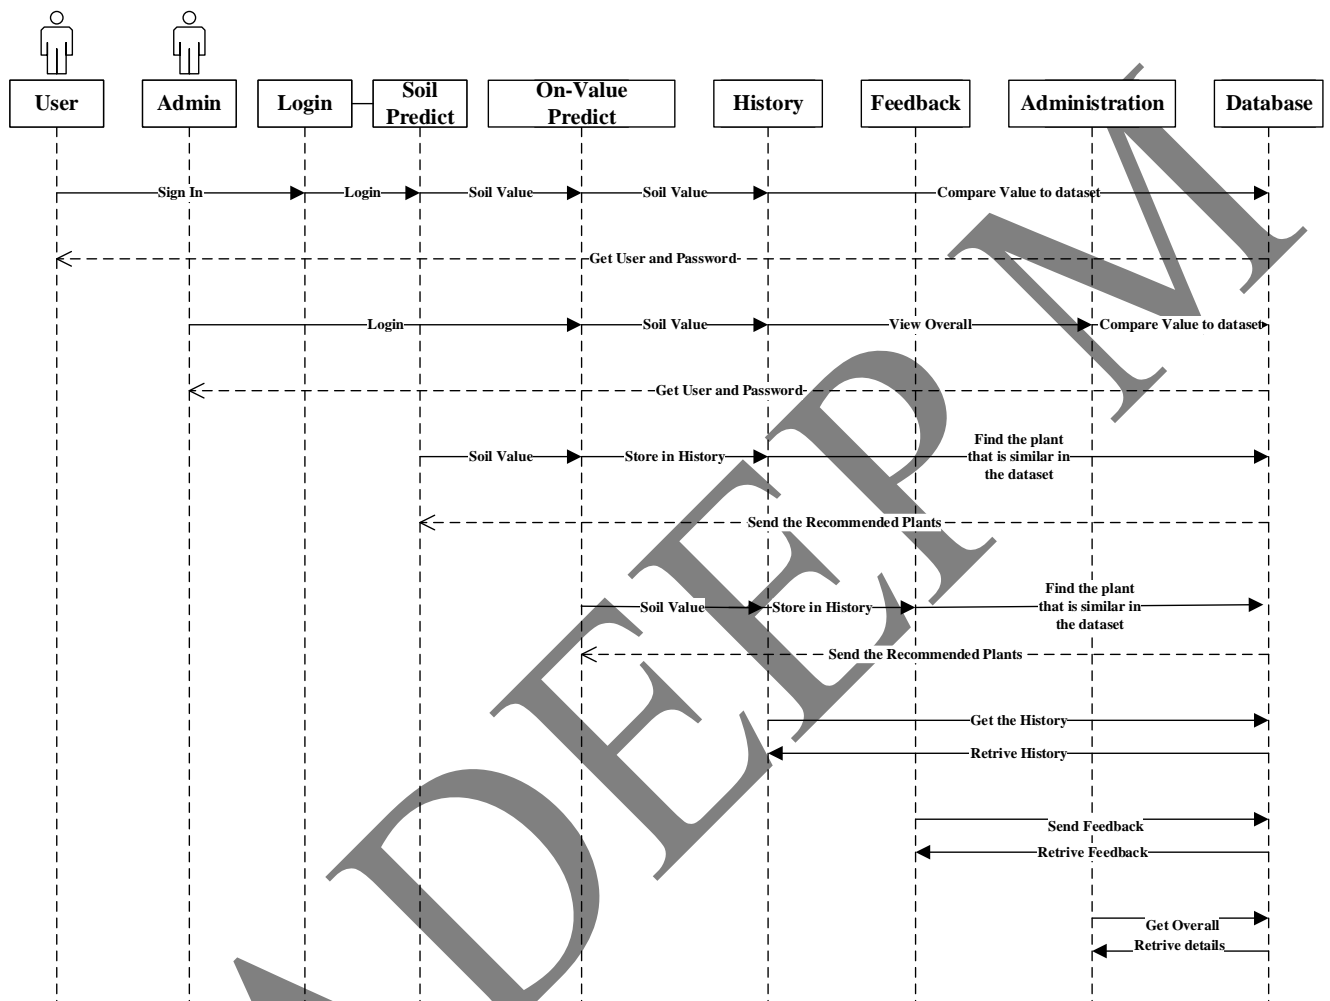 User
Admin
Login
Soil
Predict
On-Value
Predict
History
Feedback
Administration
Database
Sign In
Login
Soil Value
Soil Value
Compare Value to dataset
Get User and Password
Login
Soil Value
View Overall
Compare Value to dataset
Get User and Password
Soil Value
Store in History
Find the plant
that is similar in
the dataset
Send the Recommended Plants
Soil Value
Store in History
Find the plant
that is similar in
the dataset
Send the Recommended Plants
Get the History
Retrive History
Send Feedback
Retrive Feedback
Get Overall
Retrive details
DEEP M